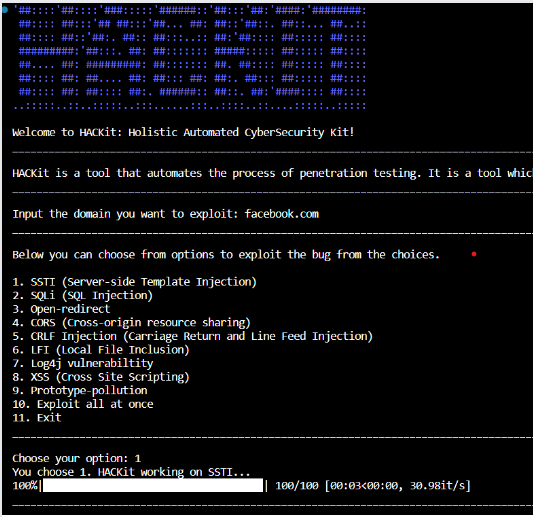 HACKit
Welcome to HACKit: Holistic Automated CyberSecurity Kit!
HACKit is a tool that automates the process of penetration testing. It is a tool whic
Input the domain you want to exploit: facebook.com
Below you can choose from options to exploit the bug from the choices.
1. SSTI (Server-side Template Injection)
2. SQLi (SQL Injection)
3. Open-redirect
4. CORS (Cross-origin resource sharing)
5. CRLF Injection (Carriage Return and Line Feed Injection)
6. LFI (Local File Inclusion)
7. Log4j vulnerabiltity
8. XSS (Cross Site Scripting)
9. Prototype-pollution
10. Exploit all at once
11. Exit
Choose your option: 1
You choose 1. HACKit working on SSTI...
100%| | 100/100 [00:03<00:00, 30.98it/s]